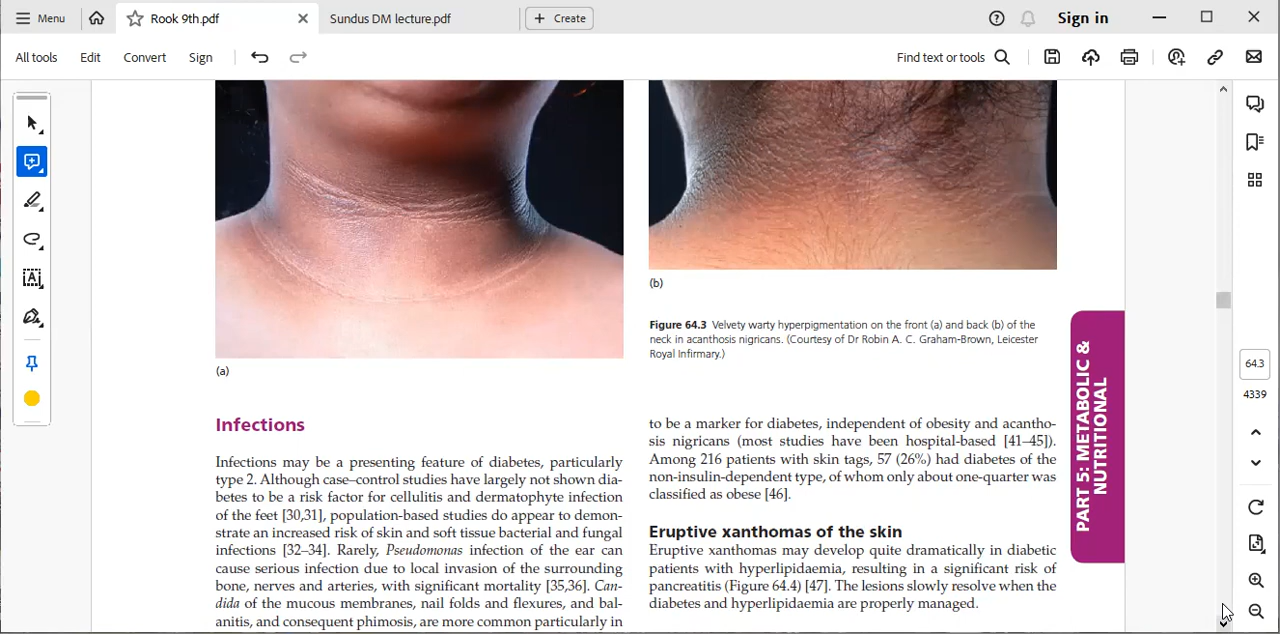 Menu
Rook 9th.pdf
Sundus DM lecture.pdf
Create
Sign in
All tools
Edit
Convert
Sign
Find text or tools
(a)
(b)
Figure 64.3 Velvety warty hyperpigmentation on the front (a) and back (b) of the
neck in acanthosis nigricans. (Courtesy of Dr Robin A. C. Graham-Brown, Leicester
Royal Infirmary.)
Infections
Infections may be a presenting feature of diabetes, particularly
type 2. Although case–control studies have largely not shown dia-
betes to be a risk factor for cellulitis and dermatophyte infection
of the feet [30,31], population-based studies do appear to demon-
strate an increased risk of skin and soft tissue bacterial and fungal
infections [32–34]. Rarely, Pseudomonas infection of the ear can
cause serious infection due to local invasion of the surrounding
bone, nerves and arteries, with significant mortality [35,36]. Can-
dida of the mucous membranes, nail folds and flexures, and bal-
anitis, and consequent phimosis, are more common particularly in
to be a marker for diabetes, independent of obesity and acantho-
sis nigricans (most studies have been hospital-based [41–45]).
Among 216 patients with skin tags, 57 (26%) had diabetes of the
non-insulin-dependent type, of whom only about one-quarter was
classified as obese [46].
Eruptive xanthomas of the skin
Eruptive xanthomas may develop quite dramatically in diabetic
patients with hyperlipidaemia, resulting in a significant risk of
pancreatitis (Figure 64.4) [47]. The lesions slowly resolve when the
diabetes and hyperlipidaemia are properly managed.
PART 5: METABOLIC &
NUTRITIONAL
64.3
4339